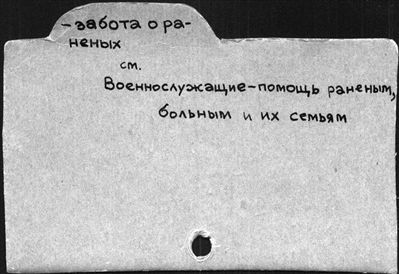 – забота о ра-
неных
см.
Военнослужащие – помощь раненым,
больным и их семьям